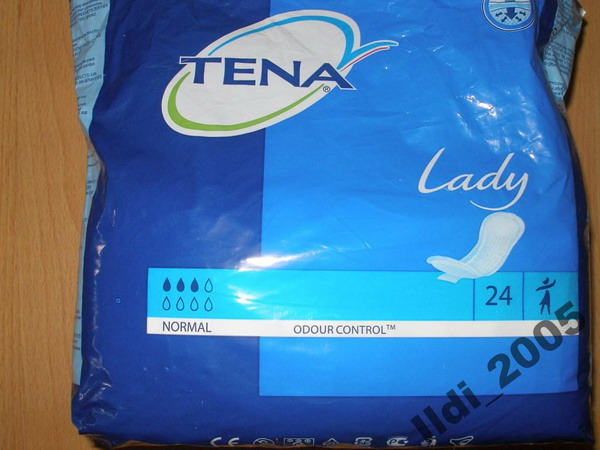 TENA®
Lady
24
NORMAL
ODOUR CONTROL™
Ildi_2005